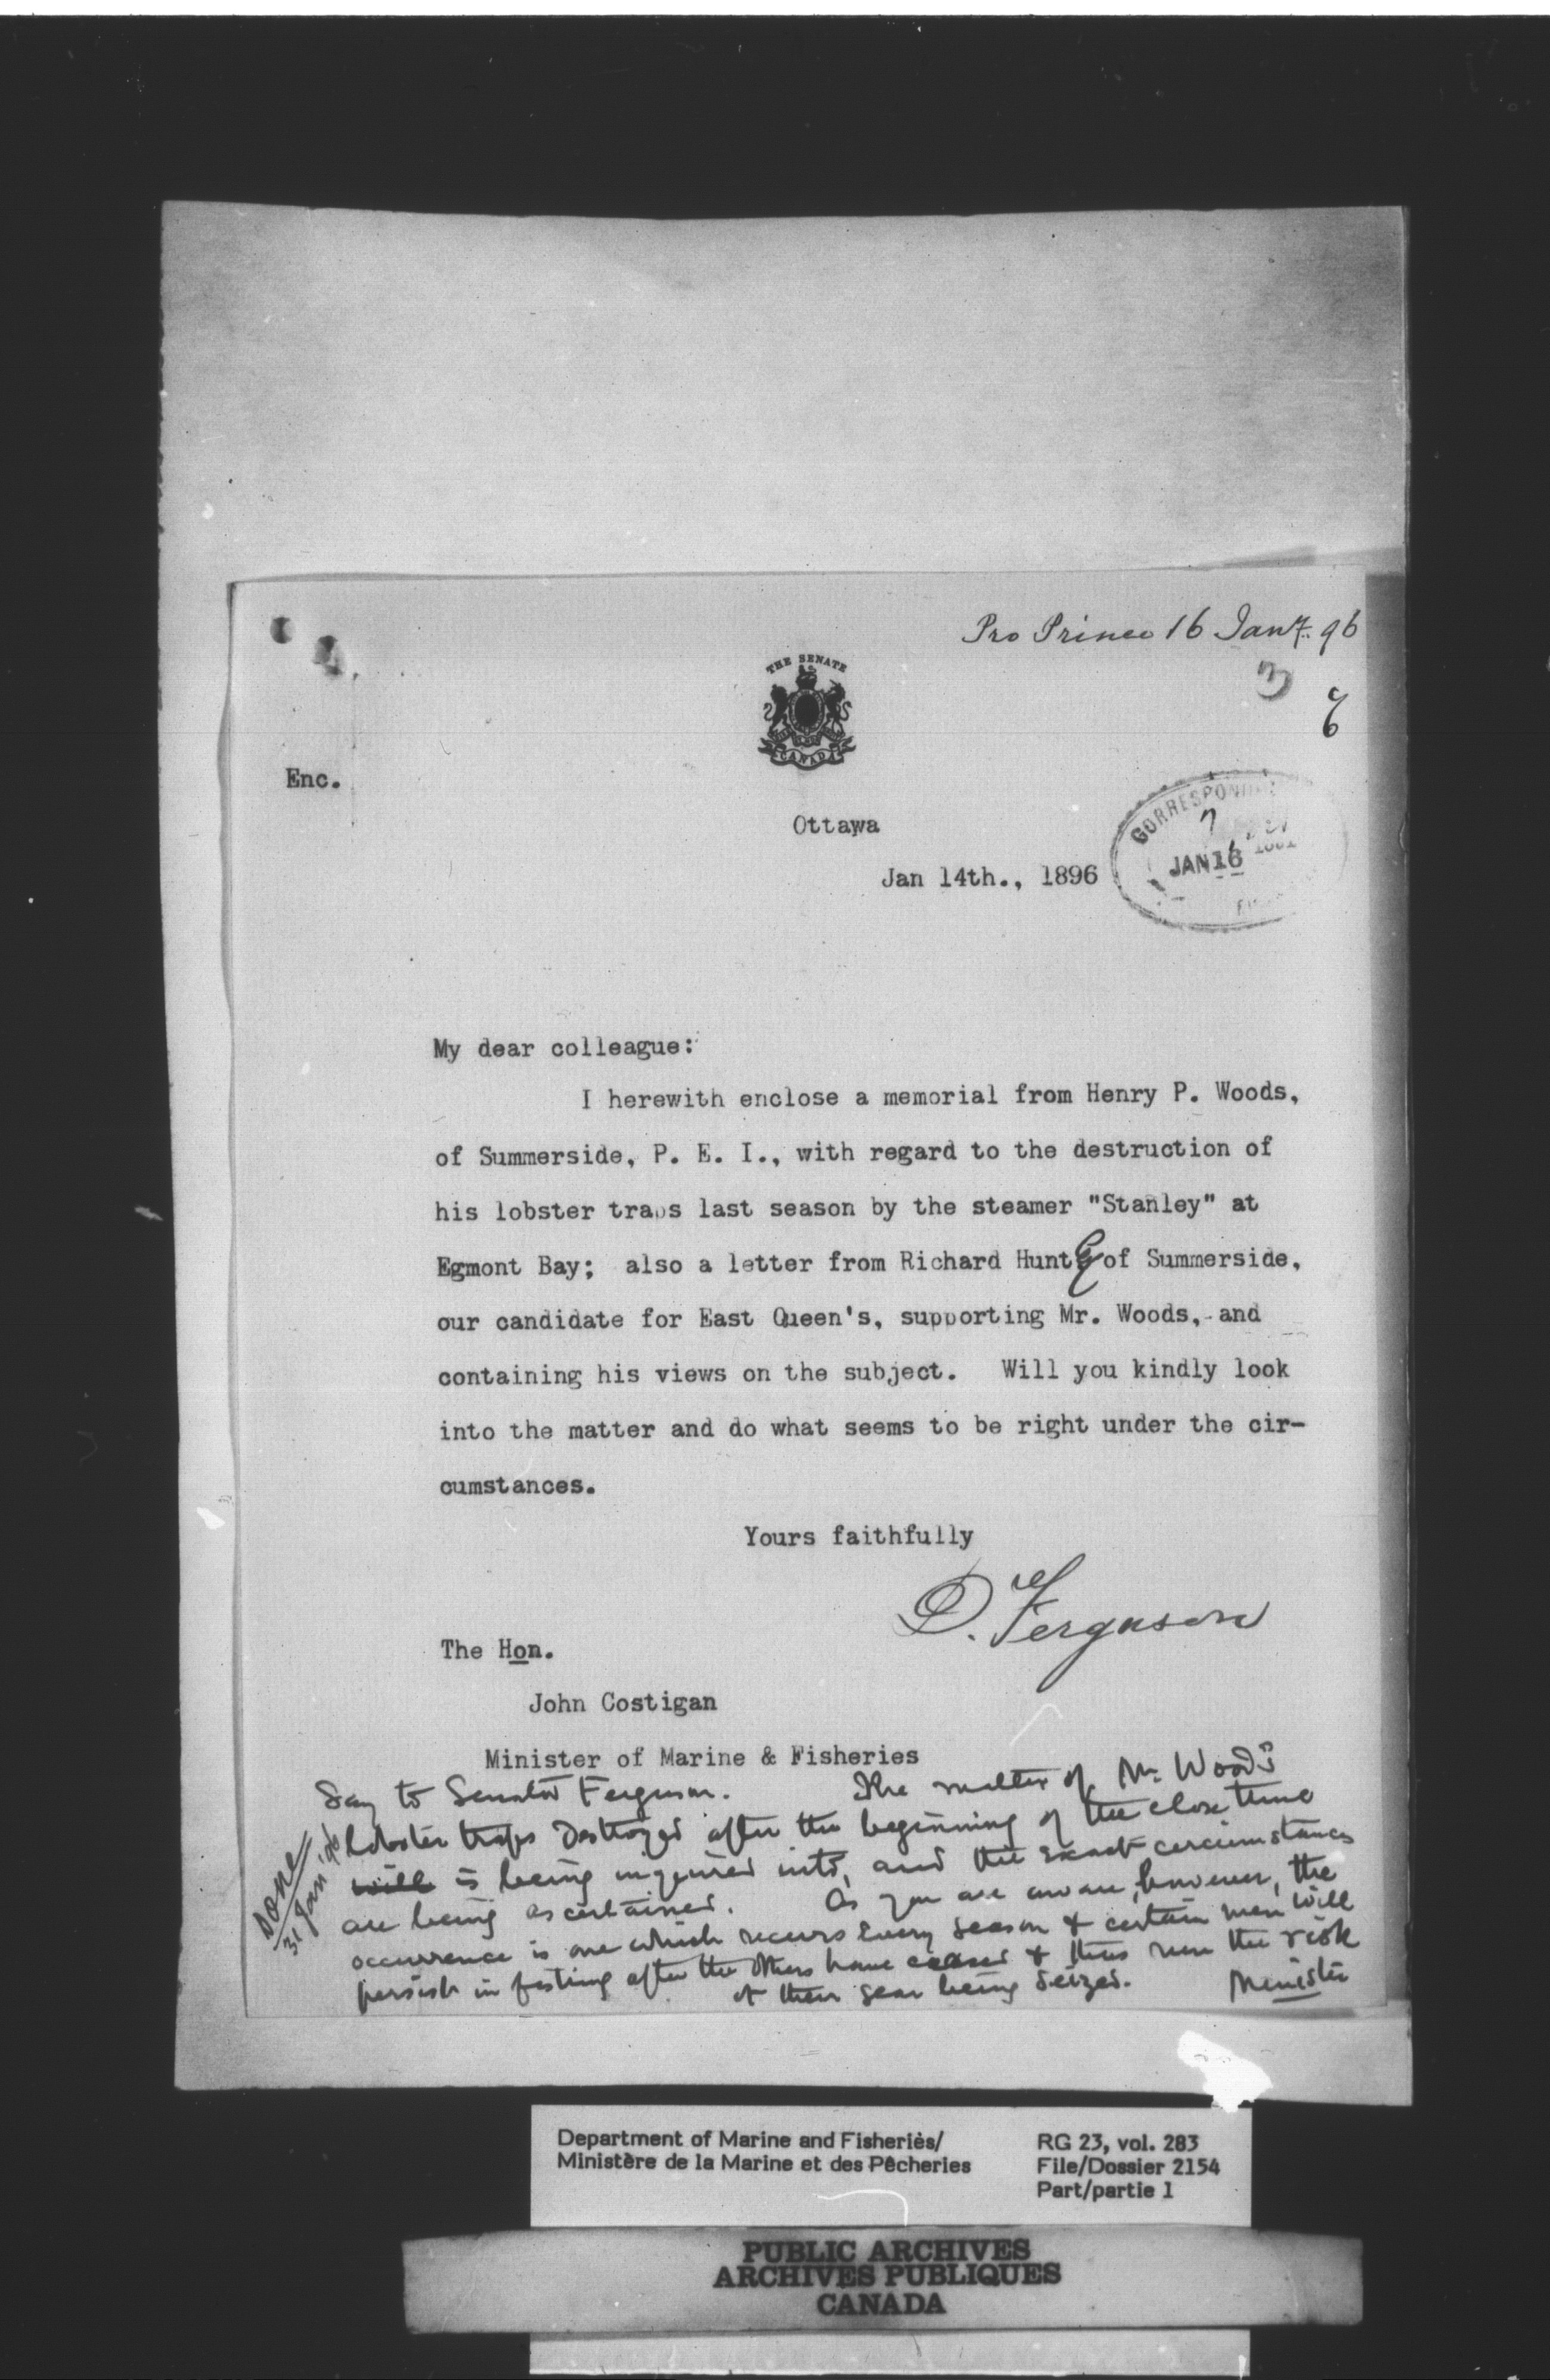 Pro Prince 16 Jany. 96
3
6
THE SENATE
CANADA
Enc.
Ottawa
CORRESPOND
JAN 16
Jan 14th., 1896
My dear colleague:
I herewith enclose a memorial from Henry P. Woods,
of Summerside, P. E. I., with regard to the destruction of
his lobster traps last season by the steamer "Stanley" at
Egmont Bay; also a letter from Richard Hunt of Summerside,
our candidate for East Queen's, supporting Mr. Woods, and
containing his views on the subject. Will you kindly look
into the matter and do what seems to be right under the cir-
cumstances.
Yours faithfully
D. Ferguson
The Hon.
John Costigan
Minister of Marine & Fisheries
Say to Senator Ferguson. The matter of Mr. Wood's
lobster traps destroyed after the beginning of the close time
will is being inquired into, and the exact circumstances
are being ascertained. As you are aware, however, the
occurrence is one which recurs every season & certain men will
persist in fishing after the others have ceased & thus run the risk
of their gear being seized.
Minister
Done
31 Jan '96
Department of Marine and Fisheries/
Ministère de la Marine et des Pêcheries
RG 23, vol. 283
File/Dossier 2154
Part/partie 1
PUBLIC ARCHIVES
ARCHIVES PUBLIQUES
CANADA